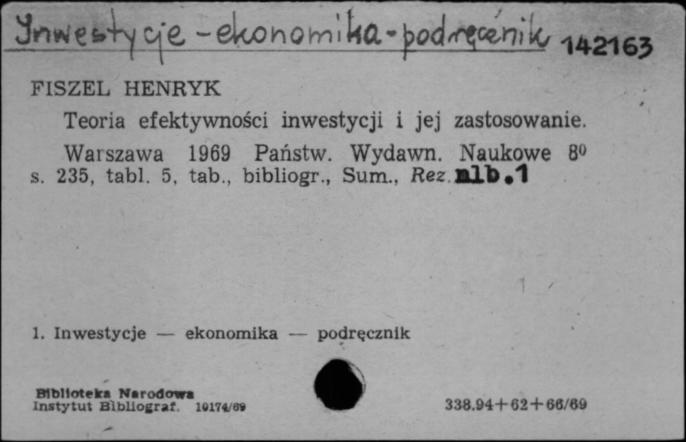 Inwestycje - ekonomika - podręcznik 142163
FISZEL HENRYK
Teoria efektywności inwestycji i jej zastosowanie.
Warszawa 1969 Państw. Wydawn. Naukowe 8⁰
s. 235, tabl. 5, tab., bibliogr., Sum., Rez. nlb.1
1. Inwestycje — ekonomika — podręcznik
Biblioteka Narodowa
Instytut Bibliograf. 10174/69
338.94+62+66/69